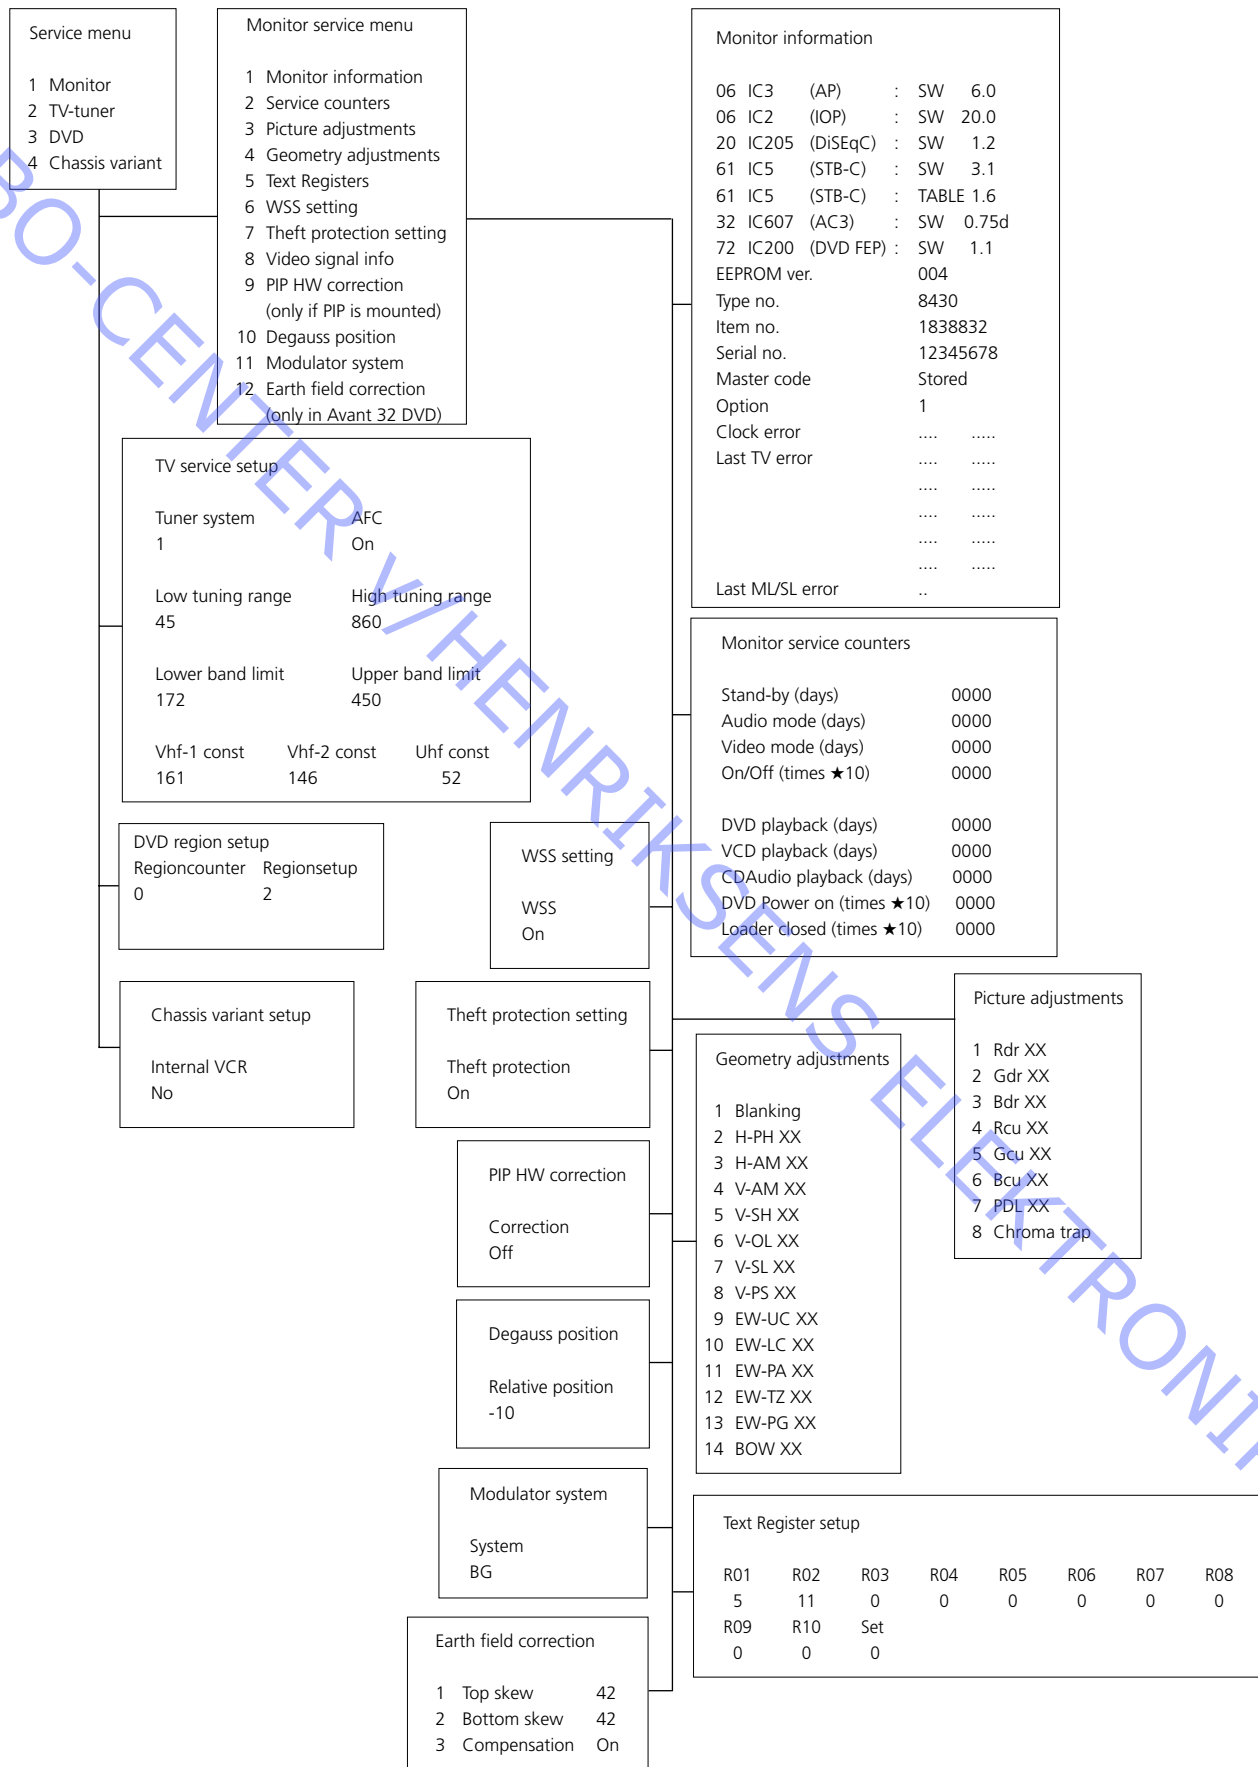 Service menu
1 Monitor
2 TV-tuner
3 DVD
4 Chassis variant
Monitor service menu
1 Monitor information
2 Service counters
3 Picture adjustments
4 Geometry adjustments
5 Text Registers
6 WSS setting
7 Theft protection setting
8 Video signal info
9 PIP HW correction
(only if PIP is mounted)
10 Degauss position
11 Modulator system
12 Earth field correction
(only in Avant 32 DVD)
Monitor information
06 IC3 (AP) : SW 6.0
06 IC2 (IOP) : SW 20.0
20 IC205 (DiSEqC) : SW 1.2
61 IC5 (STB-C) : SW 3.1
61 IC5 (STB-C) : TABLE 1.6
32 IC607 (AC3) : SW 0.75d
72 IC200 (DVD FEP) : SW 1.1
EEPROM ver. 004
Type no. 8430
Item no. 1838832
Serial no. 12345678
Master code Stored
Option 1
Clock error .... .....
Last TV error .... .....
.... .....
.... .....
.... .....
.... .....
Last ML/SL error ..
TV service setup
Tuner system AFC
1 On
Low tuning range High tuning range
45 860
Lower band limit Upper band limit
172 450
Vhf-1 const Vhf-2 const Uhf const
161 146 52
Monitor service counters
Stand-by (days) 0000
Audio mode (days) 0000
Video mode (days) 0000
On/Off (times ★10) 0000
DVD playback (days) 0000
VCD playback (days) 0000
CDAudio playback (days) 0000
DVD Power on (times ★10) 0000
Loader closed (times ★10) 0000
DVD region setup
Regioncounter Regionsetup
0 2
WSS setting
WSS
On
Chassis variant setup
Internal VCR
No
Theft protection setting
Theft protection
On
Picture adjustments
1 Rdr XX
2 Gdr XX
3 Bdr XX
4 Rcu XX
5 Gcu XX
6 Bcu XX
7 PDL XX
8 Chroma trap
Geometry adjustments
1 Blanking
2 H-PH XX
3 H-AM XX
4 V-AM XX
5 V-SH XX
6 V-OL XX
7 V-SL XX
8 V-PS XX
9 EW-UC XX
10 EW-LC XX
11 EW-PA XX
12 EW-TZ XX
13 EW-PG XX
14 BOW XX
PIP HW correction
Correction
Off
Degauss position
Relative position
-10
Modulator system
System
BG
Text Register setup
R01 R02 R03 R04 R05 R06 R07 R08
5 11 0 0 0 0 0 0
R09 R10 Set
0 0 0
Earth field correction
1 Top skew 42
2 Bottom skew 42
3 Compensation On
BO-CENTER v/HENRIKSENS ELEKTRONI